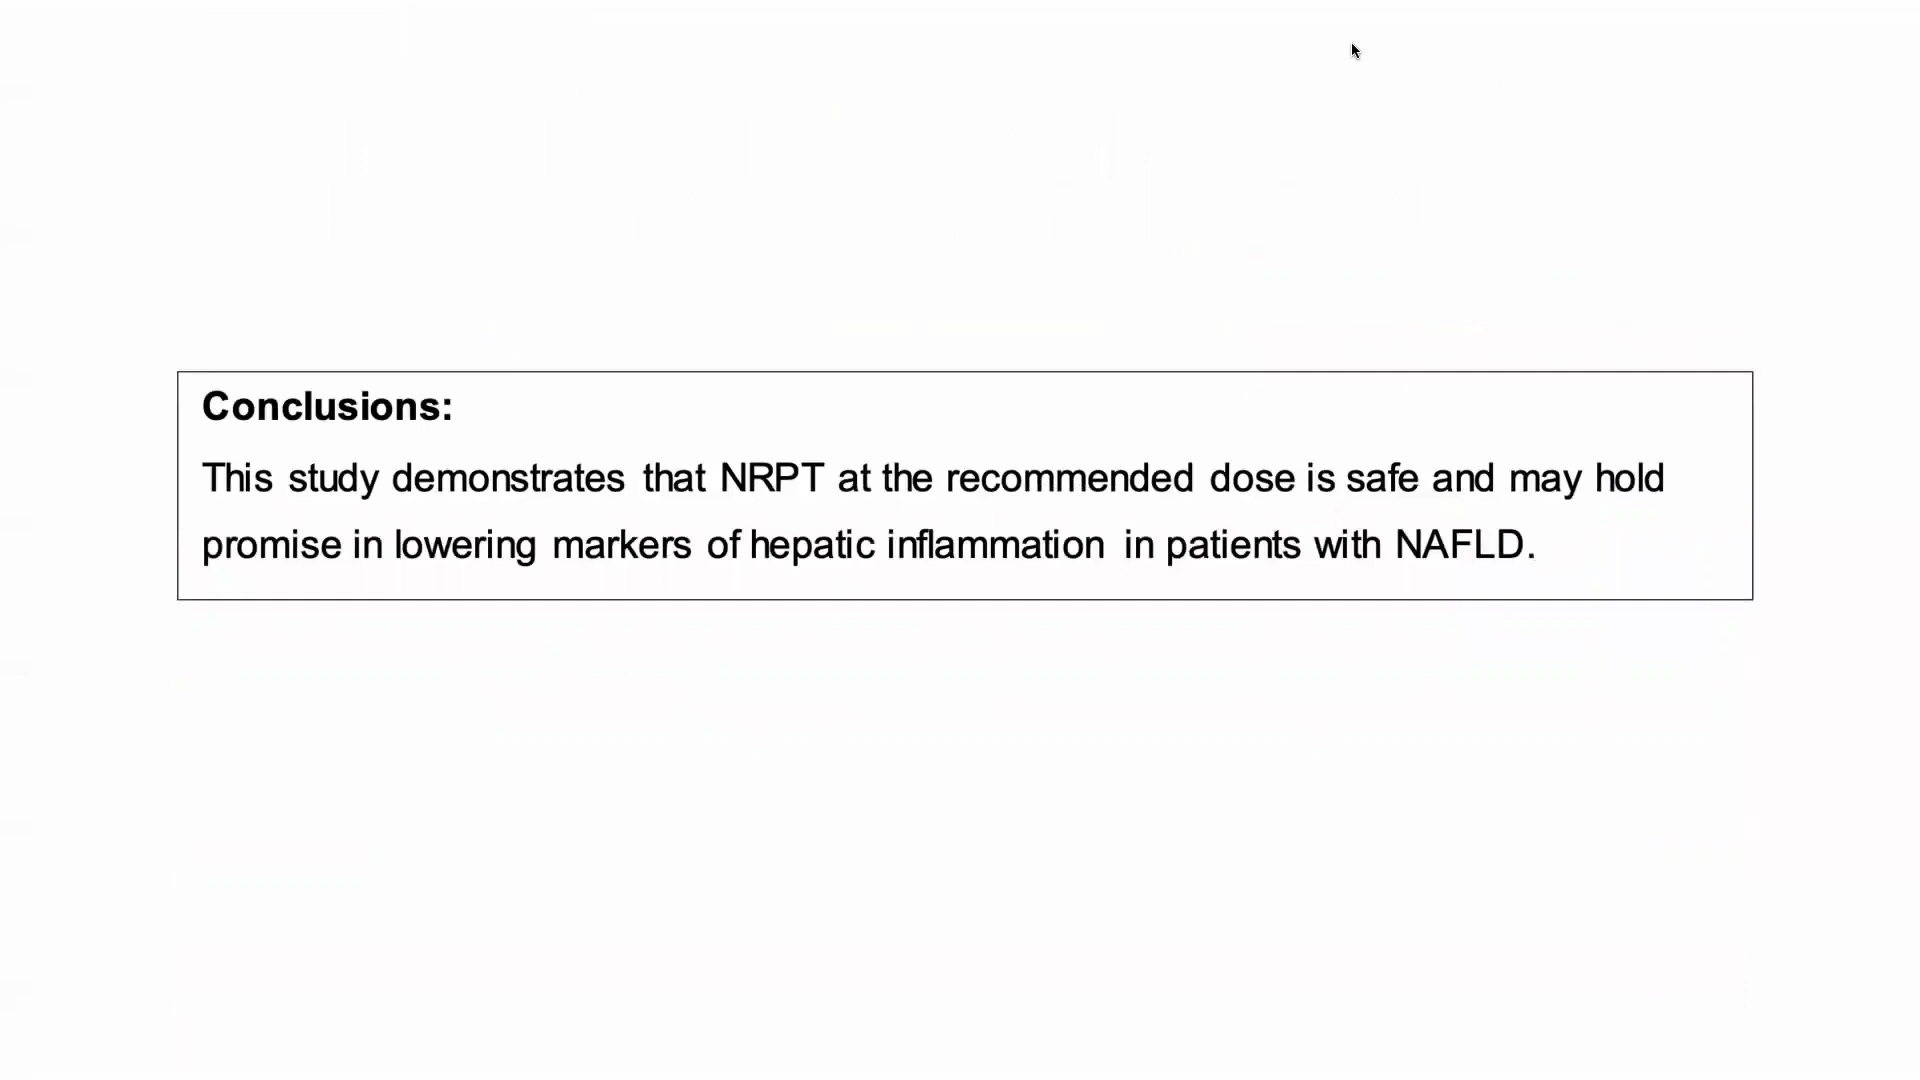 Conclusions:
This study demonstrates that NRPT at the recommended dose is safe and may hold
promise in lowering markers of hepatic inflammation in patients with NAFLD.